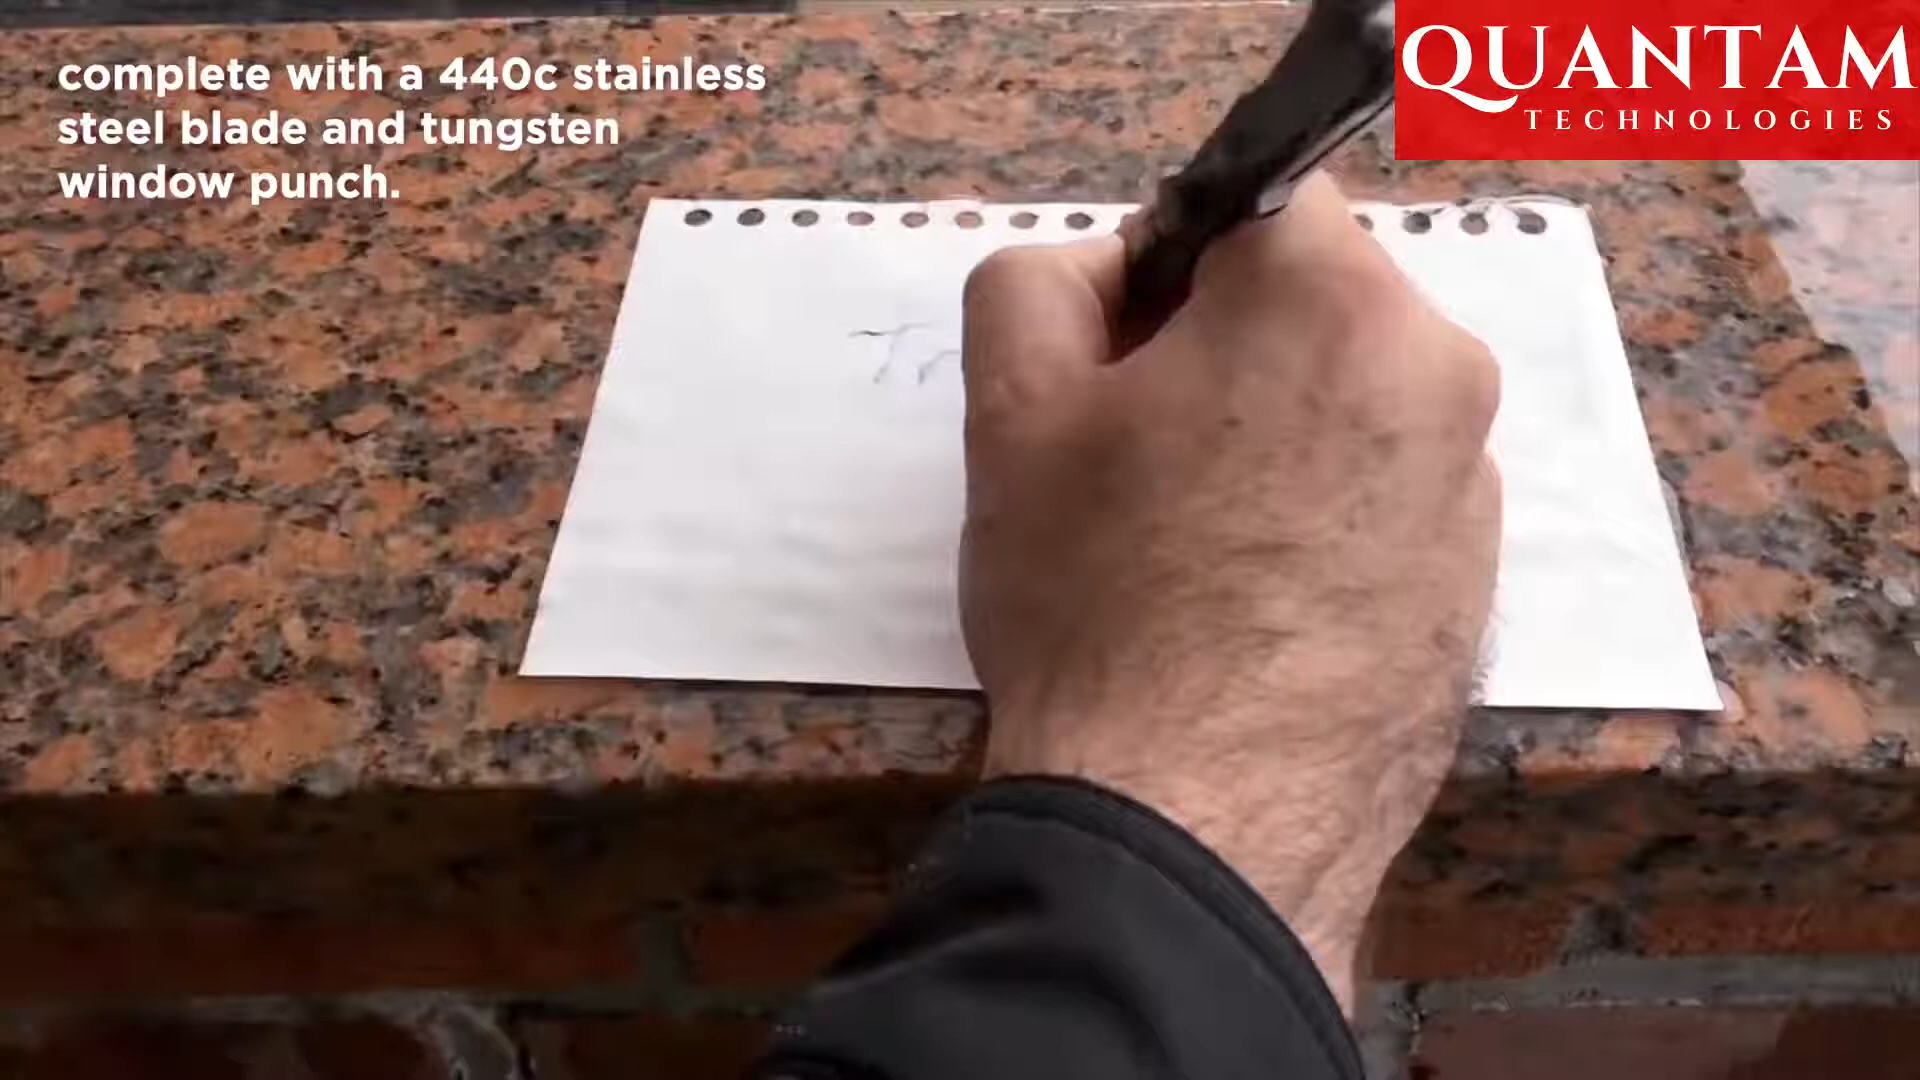 complete with a 440c stainless
steel blade and tungsten
window punch.
QUANTAM
TECHNOLOGIES